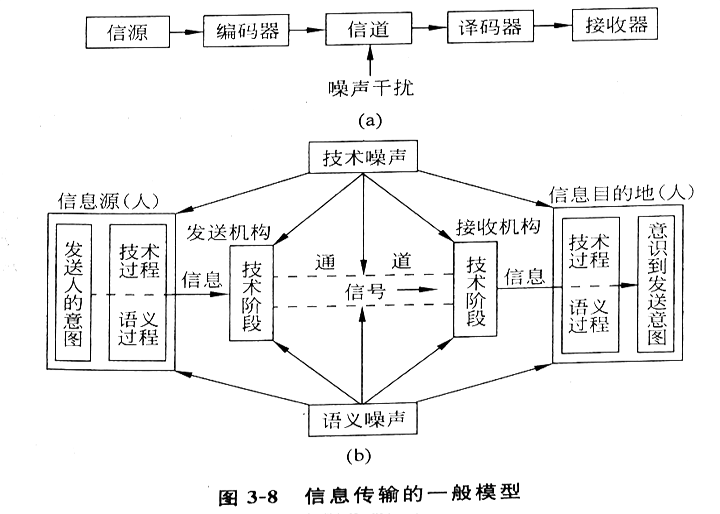 信源 编码器 信道 译码器 接收器
噪声干扰
(a)
技术噪声
信息源(人) 信息目的地(人)
发送机构 接收机构
发送人的意图
技术过程
语义过程
信息
技术阶段
通 道
信号
技术阶段
信息
技术过程
语义过程
意识到发送意图
语义噪声
(b)
图 3-8 信息传输的一般模型